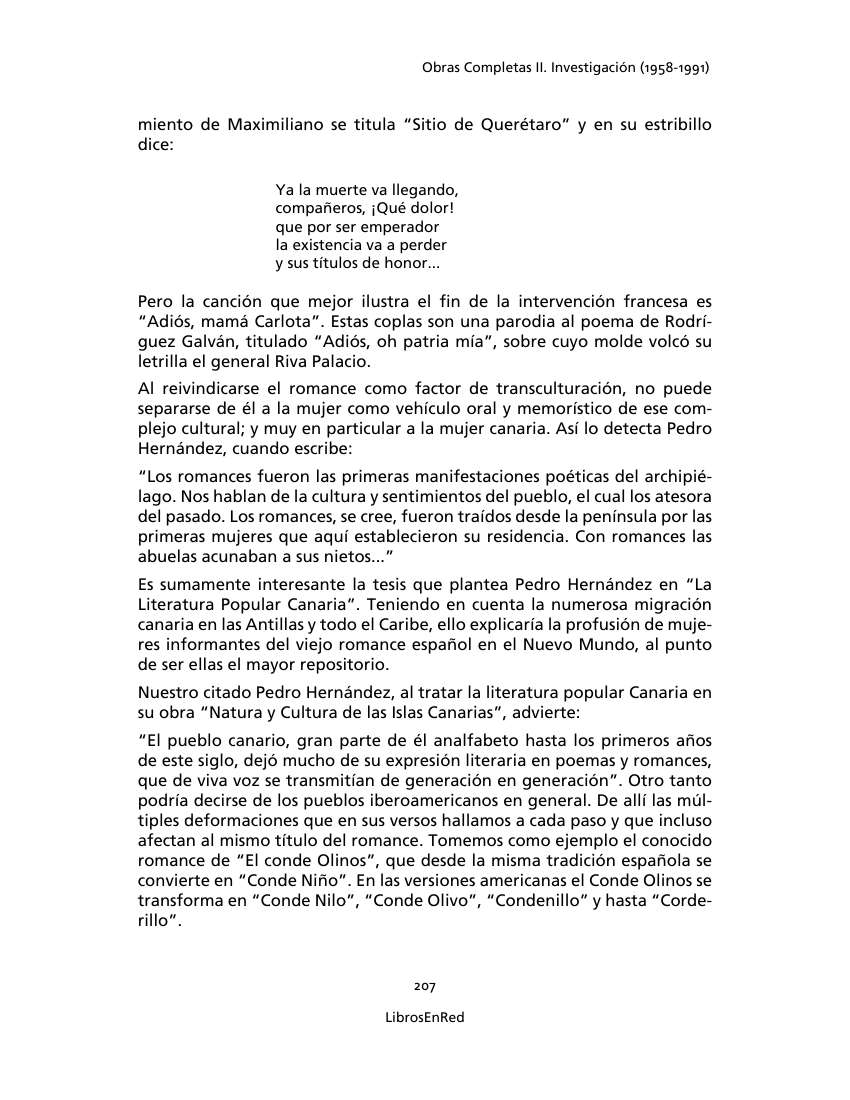 Obras Completas II. Investigación (1958-1991)
miento de Maximiliano se titula “Sitio de Querétaro” y en su estribillo
dice:
Ya la muerte va llegando,
compañeros, ¡Qué dolor!
que por ser emperador
la existencia va a perder
y sus títulos de honor...
Pero la canción que mejor ilustra el fin de la intervención francesa es
“Adiós, mamá Carlota”. Estas coplas son una parodia al poema de Rodrí-
guez Galván, titulado “Adiós, oh patria mía”, sobre cuyo molde volcó su
letrilla el general Riva Palacio.
Al reivindicarse el romance como factor de transculturación, no puede
separarse de él a la mujer como vehículo oral y memorístico de ese com-
plejo cultural; y muy en particular a la mujer canaria. Así lo detecta Pedro
Hernández, cuando escribe:
“Los romances fueron las primeras manifestaciones poéticas del archipié-
lago. Nos hablan de la cultura y sentimientos del pueblo, el cual los atesora
del pasado. Los romances, se cree, fueron traídos desde la península por las
primeras mujeres que aquí establecieron su residencia. Con romances las
abuelas acunaban a sus nietos...”
Es sumamente interesante la tesis que plantea Pedro Hernández en “La
Literatura Popular Canaria”. Teniendo en cuenta la numerosa migración
canaria en las Antillas y todo el Caribe, ello explicaría la profusión de muje-
res informantes del viejo romance español en el Nuevo Mundo, al punto
de ser ellas el mayor repositorio.
Nuestro citado Pedro Hernández, al tratar la literatura popular Canaria en
su obra “Natura y Cultura de las Islas Canarias”, advierte:
“El pueblo canario, gran parte de él analfabeto hasta los primeros años
de este siglo, dejó mucho de su expresión literaria en poemas y romances,
que de viva voz se transmitían de generación en generación”. Otro tanto
podría decirse de los pueblos iberoamericanos en general. De allí las múl-
tiples deformaciones que en sus versos hallamos a cada paso y que incluso
afectan al mismo título del romance. Tomemos como ejemplo el conocido
romance de “El conde Olinos”, que desde la misma tradición española se
convierte en “Conde Niño”. En las versiones americanas el Conde Olinos se
transforma en “Conde Nilo”, “Conde Olivo”, “Condenillo” y hasta “Corde-
rillo”.
207
LibrosEnRed